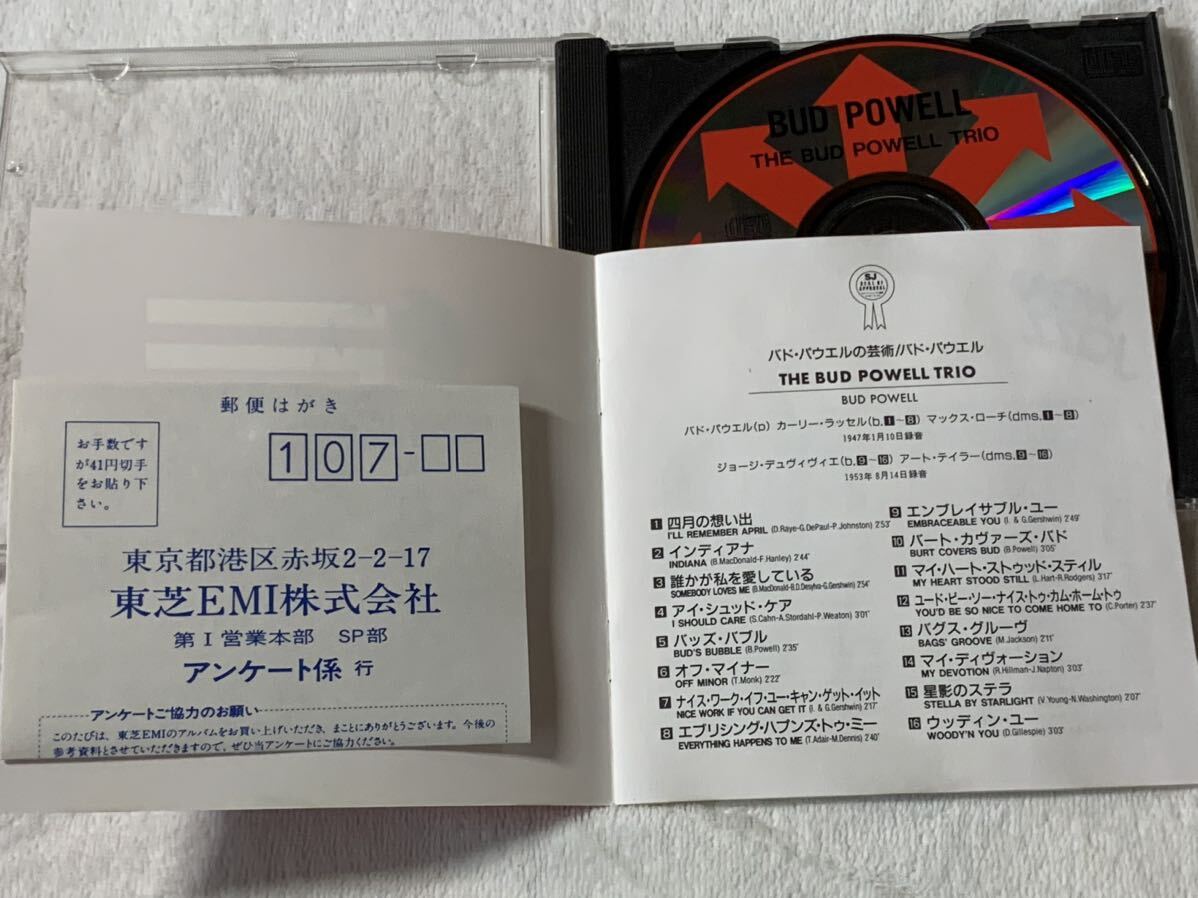 BUD POWELL
THE BUD POWELL TRIO
郵便はがき
お手数です
が41円切手
をお貼り下
さい。
107-
東京都港区赤坂2-2-17
東芝EMI株式会社
第I営業本部 SP部
アンケート係 行
アンケートご協力のお願い
このたびは、東芝EMIのアルバムをお買い上げいただき、まことにありがとうございます。今後の
参考資料とさせていただきますので、ぜひ当アンケートにご協力ください。
SJ
SEAL OF
APPROVAL
バド・パウエルの芸術/バド・パウエル
THE BUD POWELL TRIO
BUD POWELL
バド・パウエル(p) カーリー・ラッセル(b,1~8) マックス・ローチ(dms,1~8)
1947年1月10日録音
ジョージ・デュヴィヴィエ(b,9~16) アート・テイラー(dms,9~16)
1953年8月14日録音
1 四月の想い出
I'LL REMEMBER APRIL (D.Raye-G.DePaul-P.Johnston) 2'53"
2 インディアナ
INDIANA (B.MacDonald-F.Hanley) 2'44"
3 誰かが私を愛している
SOMEBODY LOVES ME (B.MacDonald-B.D.Desylva-G.Gershwin) 2'54"
4 アイ・シュッド・ケア
I SHOULD CARE (S.Cahn-A.Stordahl-P.Weaton) 3'01"
5 バッズ・バブル
BUD'S BUBBLE (B.Powell) 2'35"
6 オフ・マイナー
OFF MINOR (T.Monk) 2'22"
7 ナイス・ワーク・イフ・ユー・キャン・ゲット・イット
NICE WORK IF YOU CAN GET IT (I. & G.Gershwin) 2'17"
8 エブリシング・ハプンズ・トゥ・ミー
EVERYTHING HAPPENS TO ME (T.Adair-M.Dennis) 2'40"
9 エンブレイサブル・ユー
EMBRACEABLE YOU (I. & G.Gershwin) 2'49"
10 バート・カヴァーズ・バド
BURT COVERS BUD (B.Powell) 3'05"
11 マイ・ハート・ストゥッド・スティル
MY HEART STOOD STILL (L.Hart-R.Rodgers) 3'17"
12 ユード・ビー・ソー・ナイス・トゥ・カム・ホーム・トゥ
YOU'D BE SO NICE TO COME HOME TO (C.Porter) 2'37"
13 バグス・グルーヴ
BAGS' GROOVE (M.Jackson) 2'11"
14 マイ・ディヴォーション
MY DEVOTION (R.Hillman-J.Napton) 3'03"
15 星影のステラ
STELLA BY STARLIGHT (V.Young-N.Washington) 2'07"
16 ウッディン・ユー
WOODY'N YOU (D.Gillespie) 3'03"